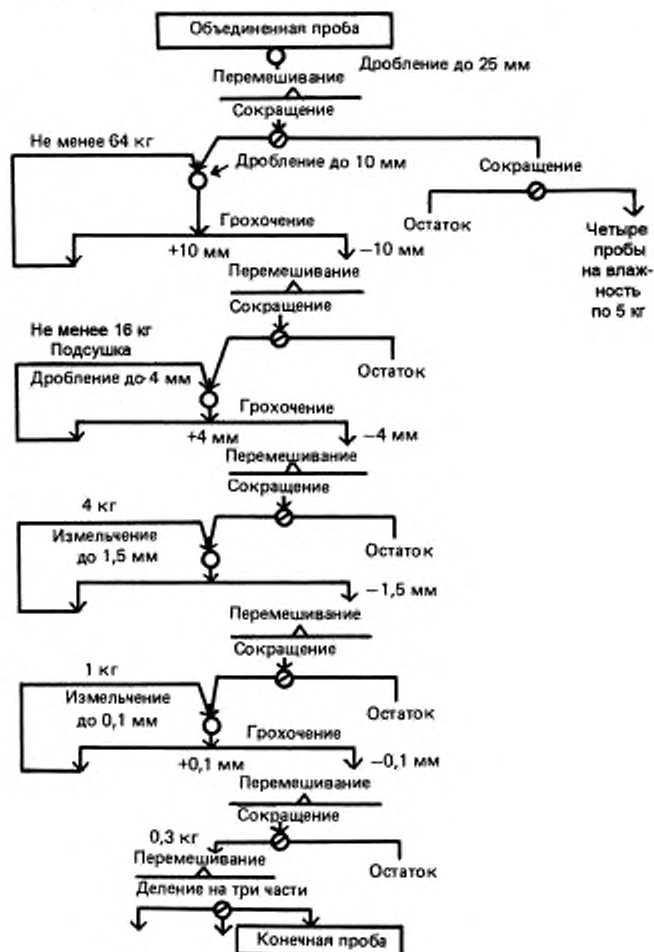 Объединенная проба
Дробление до 25 мм
Перемешивание
Сокращение
Не менее 64 кг
Дробление до 10 мм
Сокращение
Грохочение
Остаток
Четыре
пробы
на влаж-
ность
по 5 кг
+10 мм
−10 мм
Перемешивание
Сокращение
Не менее 16 кг
Подсушка
Остаток
Дробление до 4 мм
Грохочение
+4 мм
−4 мм
Перемешивание
Сокращение
4 кг
Измельчение
до 1,5 мм
Остаток
−1,5 мм
Перемешивание
Сокращение
1 кг
Измельчение
до 0,1 мм
Остаток
Грохочение
+0,1 мм
−0,1 мм
Перемешивание
Сокращение
0,3 кг
Перемешивание
Остаток
Деление на три части
Конечная проба